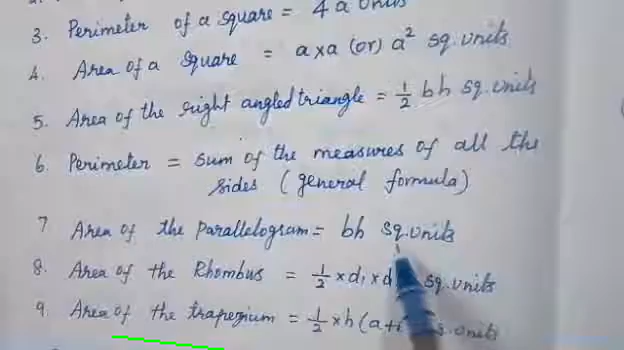 3. Perimeter of a square = 4 a units
4. Area of a square = a x a (or) a² sq. units
5. Area of the right angled triangle = 1/2 bh sq. units
6. Perimeter = sum of the measures of all the
sides (general formula)
7 Area of the Parallelogram = bh sq. units
8. Area of the Rhombus = 1/2 x d₁ x d sq. units
9. Area of the trapezium = 1/2 x h (a+ sq. units